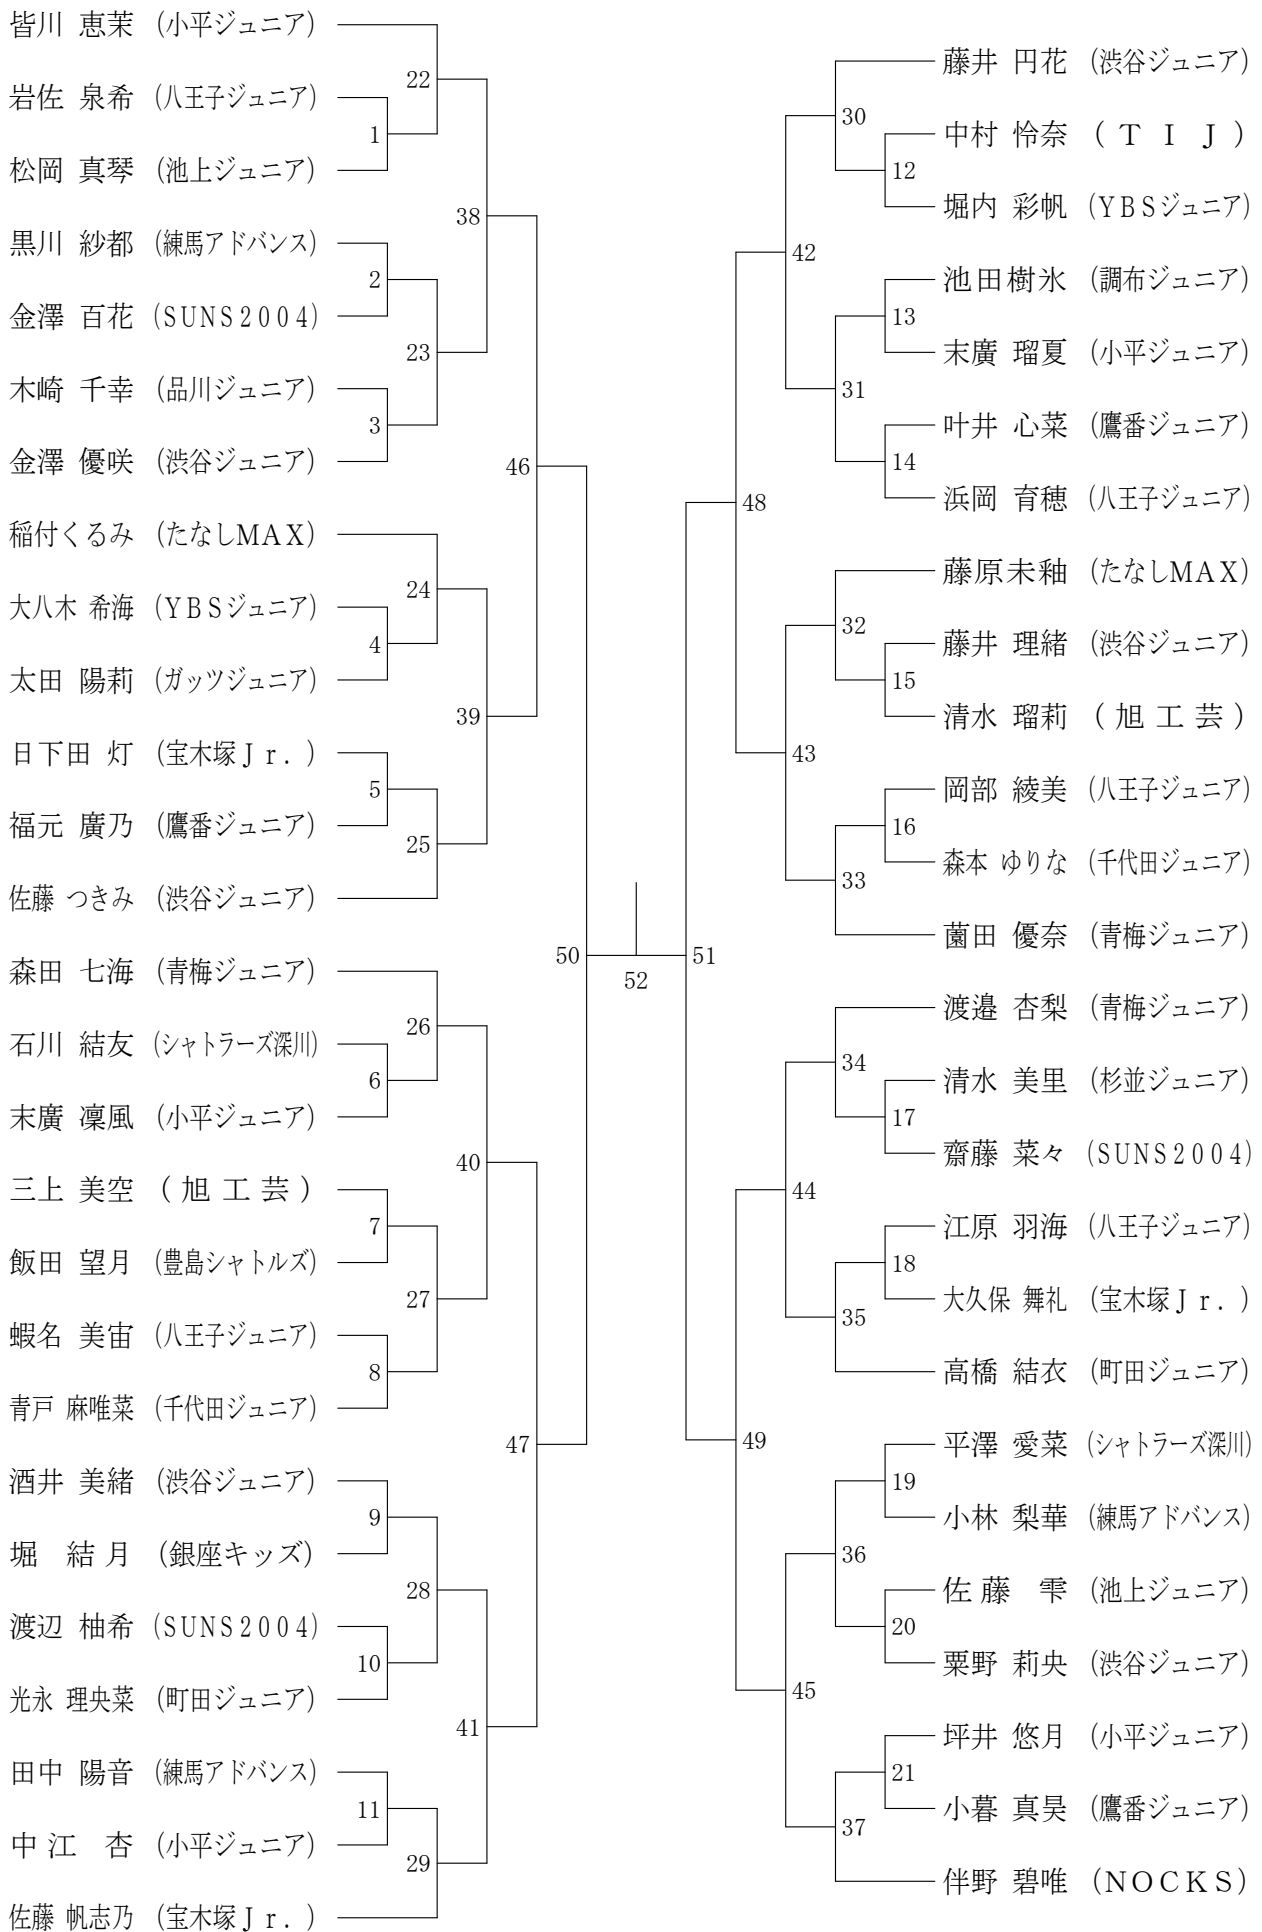 皆川 恵茉 (小平ジュニア)
岩佐 泉希 (八王子ジュニア)
松岡 真琴 (池上ジュニア)
黒川 紗都 (練馬アドバンス)
金澤 百花 (SUNS2004)
木崎 千幸 (品川ジュニア)
金澤 優咲 (渋谷ジュニア)
稲付くるみ (たなしMAX)
大八木 希海 (YBSジュニア)
太田 陽莉 (ガッツジュニア)
日下田 灯 (宝木塚Jr.)
福元 廣乃 (鷹番ジュニア)
佐藤 つきみ (渋谷ジュニア)
森田 七海 (青梅ジュニア)
石川 結友 (シャトラーズ深川)
末廣 凜風 (小平ジュニア)
三上 美空 (旭工芸)
飯田 望月 (豊島シャトルズ)
蝦名 美宙 (八王子ジュニア)
青戸 麻唯菜 (千代田ジュニア)
酒井 美緒 (渋谷ジュニア)
堀 結月 (銀座キッズ)
渡辺 柚希 (SUNS2004)
光永 理央菜 (町田ジュニア)
田中 陽音 (練馬アドバンス)
中江 杏 (小平ジュニア)
佐藤 帆志乃 (宝木塚Jr.)
1
2
3
4
5
6
7
8
9
10
11
22
23
24
25
26
27
28
29
38
39
40
41
46
47
50
52
51
48
49
42
43
44
45
30
31
32
33
34
35
36
37
12
13
14
15
16
17
18
19
20
21
藤井 円花 (渋谷ジュニア)
中村 怜奈 (TIJ)
堀内 彩帆 (YBSジュニア)
池田樹氷 (調布ジュニア)
末廣 瑠夏 (小平ジュニア)
叶井 心菜 (鷹番ジュニア)
浜岡 育穂 (八王子ジュニア)
藤原未釉 (たなしMAX)
藤井 理緒 (渋谷ジュニア)
清水 瑠莉 (旭工芸)
岡部 綾美 (八王子ジュニア)
森本 ゆりな (千代田ジュニア)
薗田 優奈 (青梅ジュニア)
渡邉 杏梨 (青梅ジュニア)
清水 美里 (杉並ジュニア)
齋藤 菜々 (SUNS2004)
江原 羽海 (八王子ジュニア)
大久保 舞礼 (宝木塚Jr.)
高橋 結衣 (町田ジュニア)
平澤 愛菜 (シャトラーズ深川)
小林 梨華 (練馬アドバンス)
佐藤 雫 (池上ジュニア)
粟野 莉央 (渋谷ジュニア)
坪井 悠月 (小平ジュニア)
小暮 真昊 (鷹番ジュニア)
伴野 碧唯 (NOCKS)